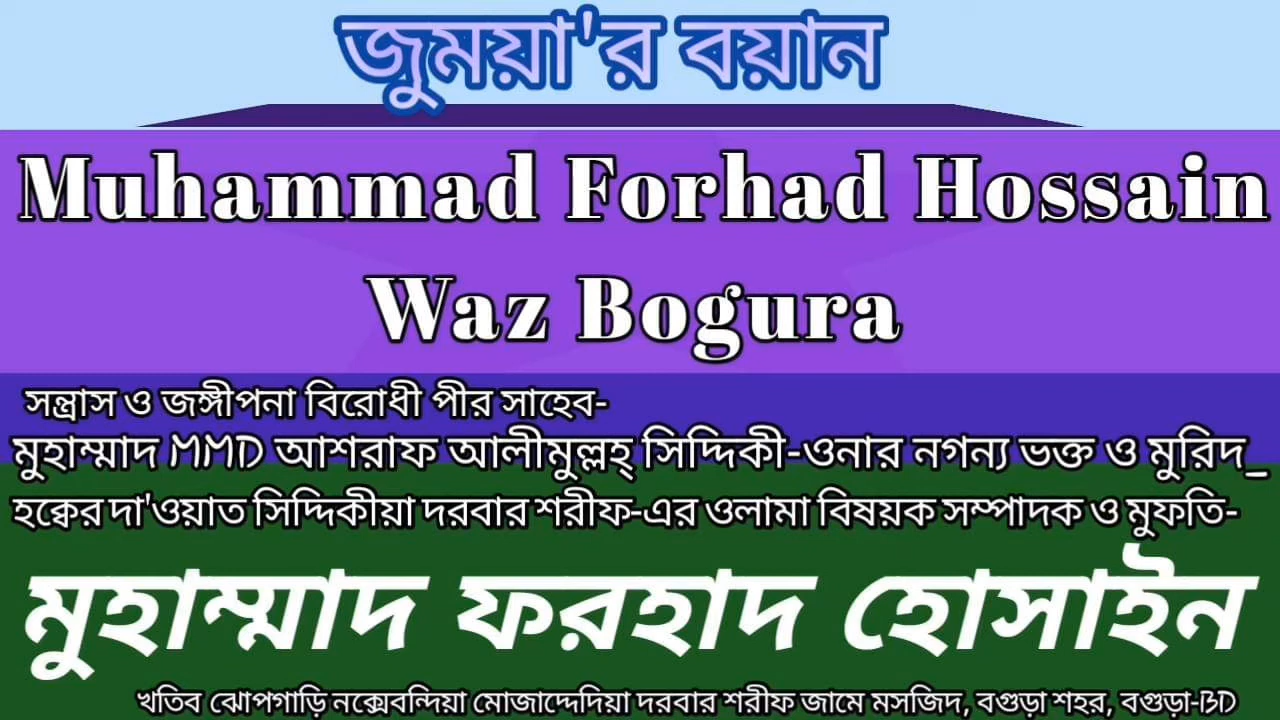 জুময়া'র বয়ান
Muhammad Forhad Hossain
Waz Bogura
সন্ত্রাস ও জঙ্গীপনা বিরোধী পীর সাহেব-
মুহাম্মাদ MMD আশরাফ আলীমুল্লহ্ সিদ্দিকী-ওনার নগন্য ভক্ত ও মুরিদ_
হক্বের দা'ওয়াত সিদ্দিকীয়া দরবার শরীফ-এর ওলামা বিষয়ক সম্পাদক ও মুফতি-
মুহাম্মাদ ফরহাদ হোসাইন
খতিব ঝোপগাড়ি নক্সেবন্দিয়া মোজাদ্দেদিয়া দরবার শরীফ জামে মসজিদ, বগুড়া শহর, বগুড়া-BD